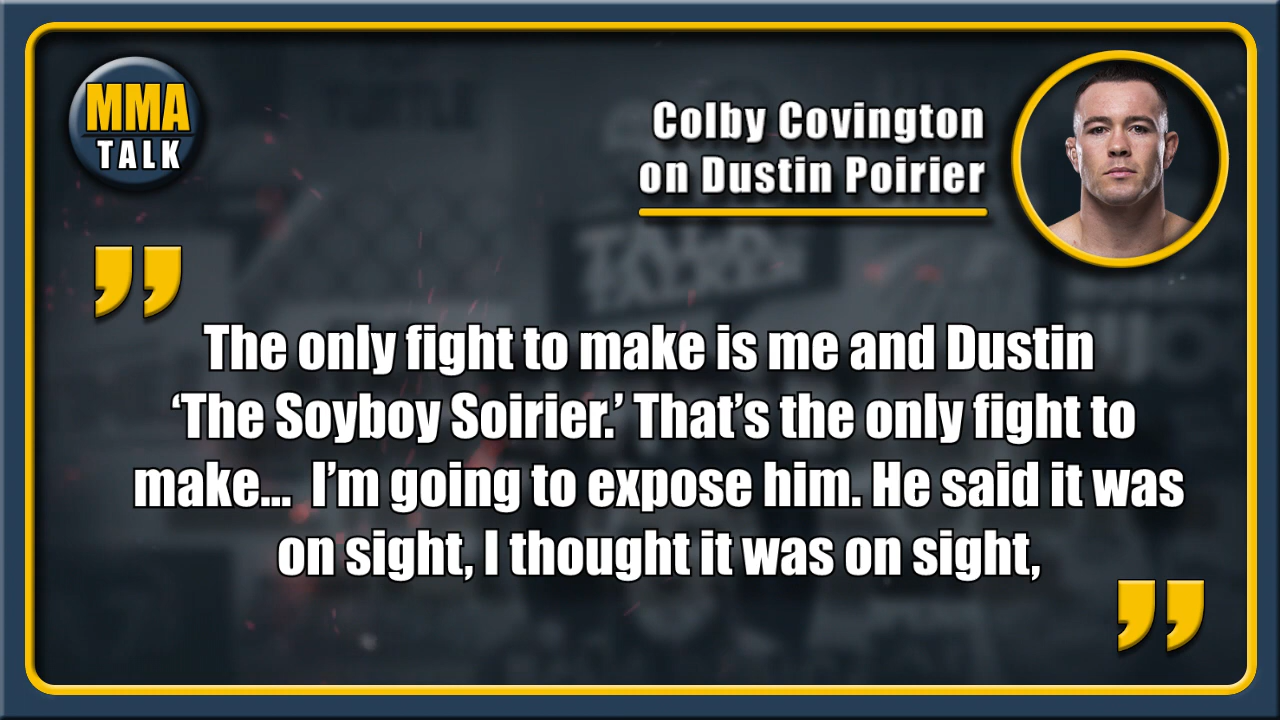 MMA
TALK
Colby Covington
on Dustin Poirier
”
The only fight to make is me and Dustin
‘The Soyboy Soirier.’ That’s the only fight to
make... I’m going to expose him. He said it was
on sight, I thought it was on sight,
”